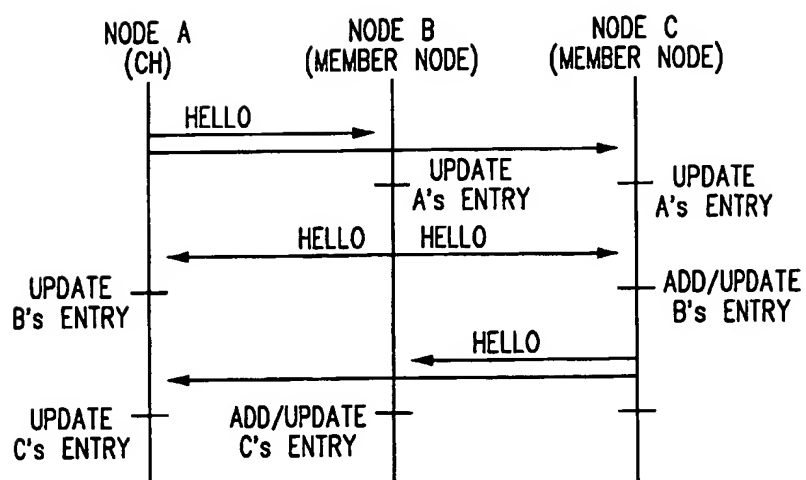 NODE A
(CH)
NODE B
(MEMBER NODE)
NODE C
(MEMBER NODE)
HELLO
UPDATE
A's ENTRY
UPDATE
A's ENTRY
HELLO
HELLO
UPDATE
B's ENTRY
ADD/UPDATE
B's ENTRY
HELLO
UPDATE
C's ENTRY
ADD/UPDATE
C's ENTRY